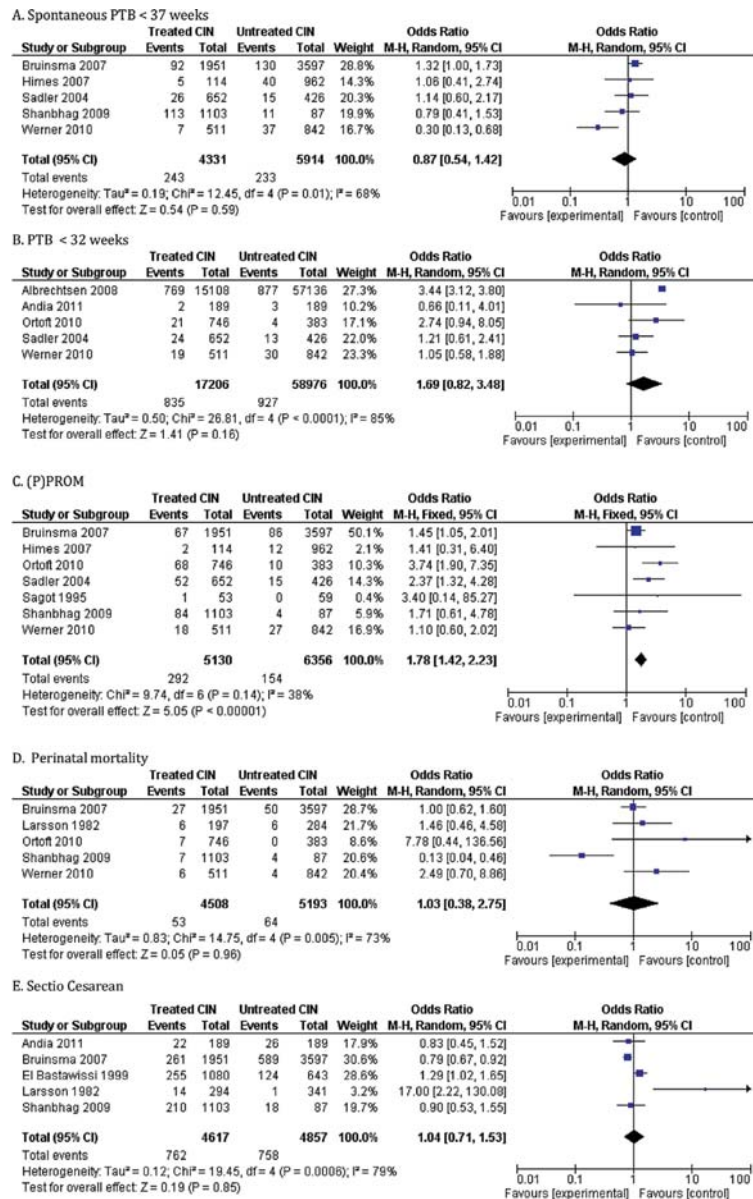 A. Spontaneous PTB < 37 weeks
Treated CIN Untreated CIN Odds Ratio Odds Ratio
Study or Subgroup Events Total Events Total Weight M-H, Random, 95% CI M-H, Random, 95% CI
Bruinsma 2007 92 1951 130 3597 28.8% 1.32 [1.00, 1.73]
Himes 2007 5 114 40 962 14.3% 1.06 [0.41, 2.74]
Sadler 2004 26 652 15 426 20.3% 1.14 [0.60, 2.17]
Shanbhag 2009 113 1103 11 87 19.9% 0.79 [0.41, 1.53]
Werner 2010 7 511 37 842 16.7% 0.30 [0.13, 0.68]
Total (95% CI) 4331 5914 100.0% 0.87 [0.54, 1.42]
Total events 243 233
Heterogeneity: Tau² = 0.19; Chi² = 12.45, df = 4 (P = 0.01); I² = 68%
Test for overall effect: Z = 0.54 (P = 0.59)
0.01 0.1 1 10 100
Favours [experimental] Favours [control]
B. PTB < 32 weeks
Treated CIN Untreated CIN Odds Ratio Odds Ratio
Study or Subgroup Events Total Events Total Weight M-H, Random, 95% CI M-H, Random, 95% CI
Albrechtsen 2008 769 15108 877 57136 27.3% 3.44 [3.12, 3.80]
Andia 2011 2 189 3 189 10.2% 0.66 [0.11, 4.01]
Ortoft 2010 21 746 4 383 17.1% 2.74 [0.94, 8.05]
Sadler 2004 24 652 13 426 22.0% 1.21 [0.61, 2.41]
Werner 2010 19 511 30 842 23.3% 1.05 [0.58, 1.88]
Total (95% CI) 17206 58976 100.0% 1.69 [0.82, 3.48]
Total events 835 927
Heterogeneity: Tau² = 0.50; Chi² = 26.81, df = 4 (P < 0.0001); I² = 85%
Test for overall effect: Z = 1.41 (P = 0.16)
0.01 0.1 1 10 100
Favours [experimental] Favours [control]
C. (P)PROM
Treated CIN Untreated CIN Odds Ratio Odds Ratio
Study or Subgroup Events Total Events Total Weight M-H, Fixed, 95% CI M-H, Fixed, 95% CI
Bruinsma 2007 67 1951 86 3597 50.1% 1.45 [1.05, 2.01]
Himes 2007 2 114 12 962 2.1% 1.41 [0.31, 6.40]
Ortoft 2010 68 746 10 383 10.3% 3.74 [1.90, 7.35]
Sadler 2004 52 652 15 426 14.3% 2.37 [1.32, 4.28]
Sagot 1995 1 53 0 59 0.4% 3.40 [0.14, 85.27]
Shanbhag 2009 84 1103 4 87 5.9% 1.71 [0.61, 4.78]
Werner 2010 18 511 27 842 16.9% 1.10 [0.60, 2.02]
Total (95% CI) 5130 6356 100.0% 1.78 [1.42, 2.23]
Total events 292 154
Heterogeneity: Chi² = 9.74, df = 6 (P = 0.14); I² = 38%
Test for overall effect: Z = 5.05 (P < 0.00001)
0.01 0.1 1 10 100
Favours [experimental] Favours [control]
D. Perinatal mortality
Treated CIN Untreated CIN Odds Ratio Odds Ratio
Study or Subgroup Events Total Events Total Weight M-H, Random, 95% CI M-H, Random, 95% CI
Bruinsma 2007 27 1951 50 3597 28.7% 1.00 [0.62, 1.60]
Larsson 1982 6 197 6 284 21.7% 1.46 [0.46, 4.58]
Ortoft 2010 7 746 0 383 8.6% 7.78 [0.44, 136.56]
Shanbhag 2009 7 1103 4 87 20.6% 0.13 [0.04, 0.46]
Werner 2010 6 511 4 842 20.4% 2.49 [0.70, 8.86]
Total (95% CI) 4508 5193 100.0% 1.03 [0.38, 2.75]
Total events 53 64
Heterogeneity: Tau² = 0.83; Chi² = 14.75, df = 4 (P = 0.005); I² = 73%
Test for overall effect: Z = 0.05 (P = 0.96)
0.01 0.1 1 10 100
Favours [experimental] Favours [control]
E. Sectio Cesarean
Treated CIN Untreated CIN Odds Ratio Odds Ratio
Study or Subgroup Events Total Events Total Weight M-H, Random, 95% CI M-H, Random, 95% CI
Andia 2011 22 189 26 189 17.9% 0.83 [0.45, 1.52]
Bruinsma 2007 261 1951 589 3597 30.6% 0.79 [0.67, 0.92]
El Bastawissi 1999 255 1080 124 643 28.6% 1.29 [1.02, 1.65]
Larsson 1982 14 294 1 341 3.2% 17.00 [2.22, 130.08]
Shanbhag 2009 210 1103 18 87 19.7% 0.90 [0.53, 1.55]
Total (95% CI) 4617 4857 100.0% 1.04 [0.71, 1.53]
Total events 762 758
Heterogeneity: Tau² = 0.12; Chi² = 19.45, df = 4 (P = 0.0006); I² = 79%
Test for overall effect: Z = 0.19 (P = 0.85)
0.01 0.1 1 10 100
Favours [experimental] Favours [control]